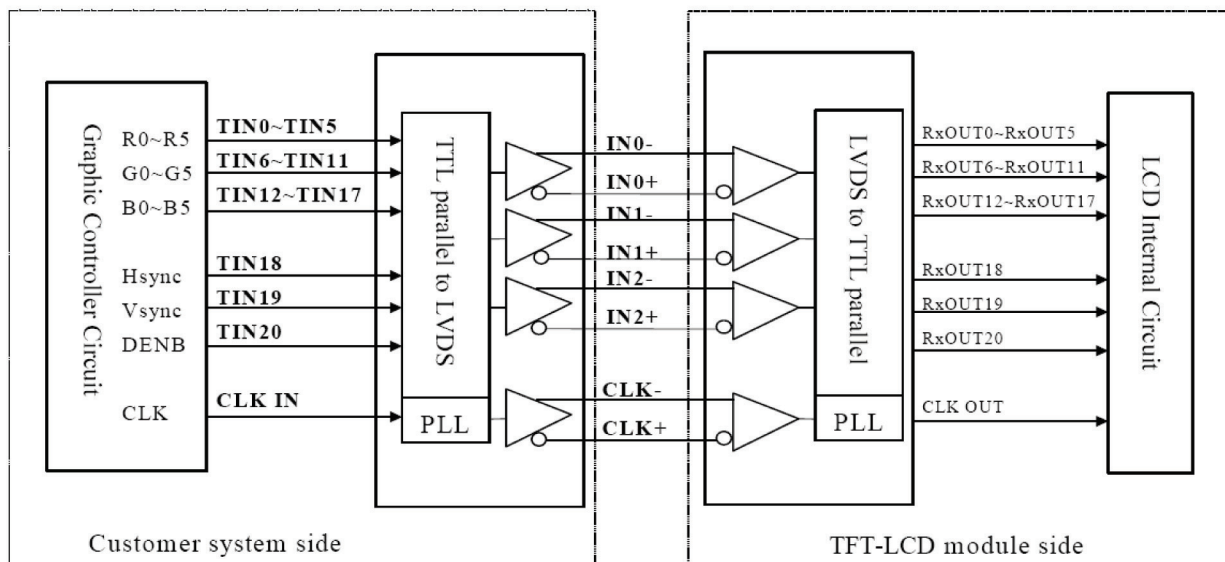 Graphic Controller Circuit
R0~R5
G0~G5
B0~B5
Hsync
Vsync
DENB
CLK
TIN0~TIN5
TIN6~TIN11
TIN12~TIN17
TIN18
TIN19
TIN20
CLK IN
TTL parallel to LVDS
PLL
IN0-
IN0+
IN1-
IN1+
IN2-
IN2+
CLK-
CLK+
LVDS to TTL parallel
PLL
RxOUT0~RxOUT5
RxOUT6~RxOUT11
RxOUT12~RxOUT17
RxOUT18
RxOUT19
RxOUT20
CLK OUT
LCD Internal Circuit
Customer system side
TFT-LCD module side